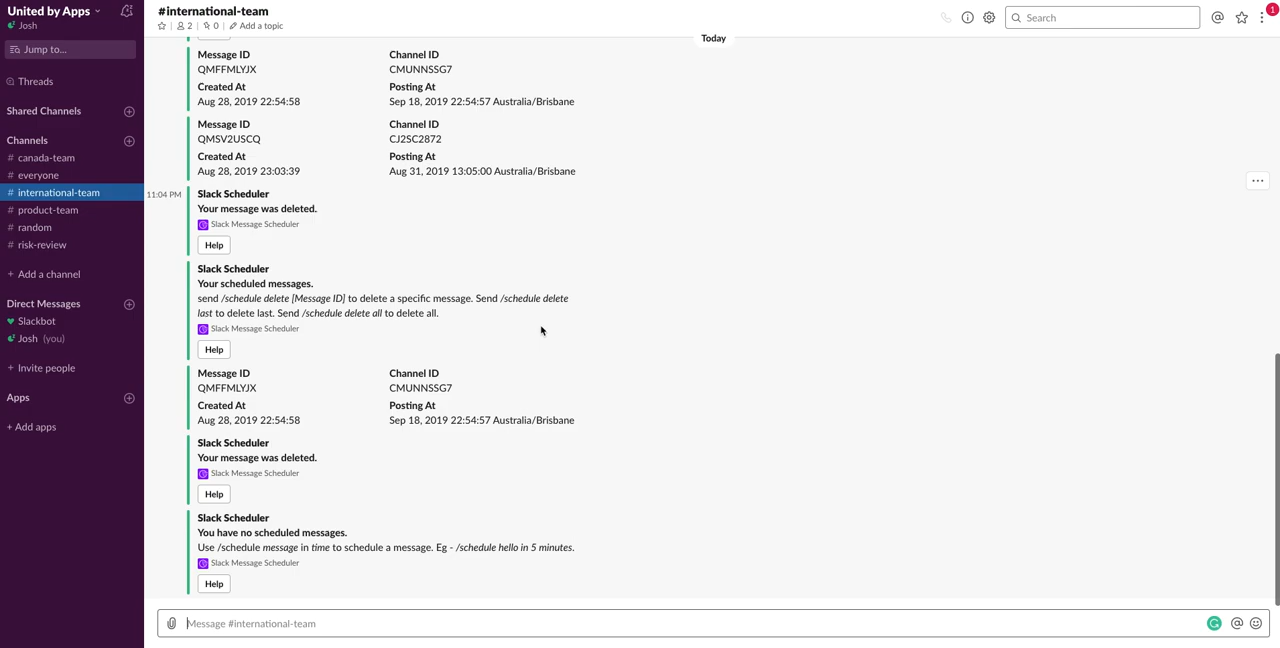 United by Apps
Josh
Jump to...
Threads
Shared Channels
Channels
# canada-team
# everyone
# international-team
# product-team
# random
# risk-review
+ Add a channel
Direct Messages
Slackbot
Josh (you)
+ Invite people
Apps
+ Add apps
#international-team
2 0 Add a topic
Search
1
Today
Message ID Channel ID
QMFFMLYJX CMUNNSSG7
Created At Posting At
Aug 28, 2019 22:54:58 Sep 18, 2019 22:54:57 Australia/Brisbane
Message ID Channel ID
QMSV2USCQ CJ2SC2872
Created At Posting At
Aug 28, 2019 23:03:39 Aug 31, 2019 13:05:00 Australia/Brisbane
11:04 PM Slack Scheduler
Your message was deleted.
Slack Message Scheduler
Help
Slack Scheduler
Your scheduled messages.
send /schedule delete [Message ID] to delete a specific message. Send /schedule delete
last to delete last. Send /schedule delete all to delete all.
Slack Message Scheduler
Help
Message ID Channel ID
QMFFMLYJX CMUNNSSG7
Created At Posting At
Aug 28, 2019 22:54:58 Sep 18, 2019 22:54:57 Australia/Brisbane
Slack Scheduler
Your message was deleted.
Slack Message Scheduler
Help
Slack Scheduler
You have no scheduled messages.
Use /schedule message in time to schedule a message. Eg - /schedule hello in 5 minutes.
Slack Message Scheduler
Help
Message #international-team